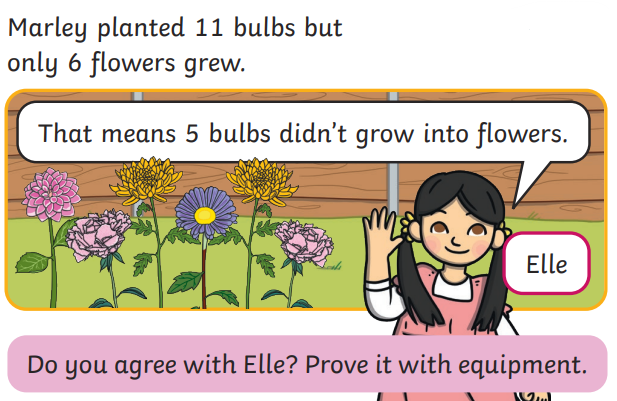 Marley planted 11 bulbs but
only 6 flowers grew.
That means 5 bulbs didn't grow into flowers.
Elle
Do you agree with Elle? Prove it with equipment.